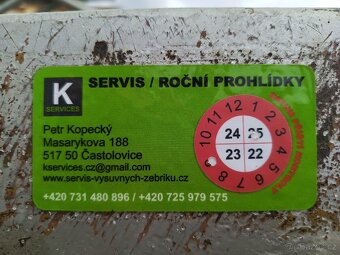 K
SERVICES
SERVIS / ROČNÍ PROHLÍDKY
Petr Kopecký
Masarykova 188
517 50 Častolovice
kservices.cz@gmail.com
www.servis-vysuvnych-zebriku.cz
+420 731 480 896 / +420 725 979 575
10 11 12 1 2 3 4 5 6 7 8
24 25
23 22